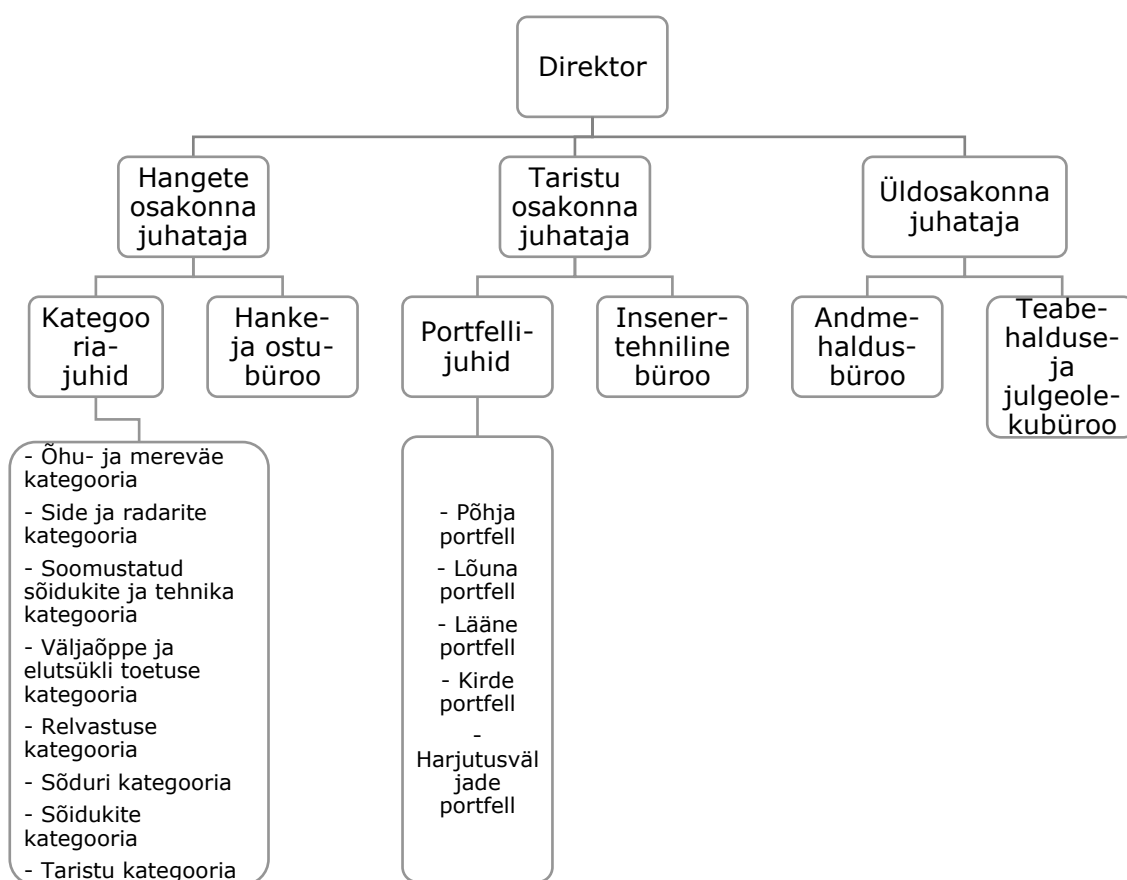 Direktor
Hangete
osakonna
juhataja
Taristu
osakonna
juhataja
Üldosakonna
juhataja
Kategoo
ria-
juhid
Hanke-
ja ostu-
büroo
Portfelli-
juhid
Insener-
tehniline
büroo
Andme-
haldus-
büroo
Teabe-
halduse-
ja
julgeole-
kubüroo
- Õhu- ja mereväe
kategooria
- Side ja radarite
kategooria
- Soomustatud
sõidukite ja tehnika
kategooria
- Väljaõppe ja
elutsükli toetuse
kategooria
- Relvastuse
kategooria
- Sõduri kategooria
- Sõidukite
kategooria
- Taristu kategooria
- Põhja
portfell
- Lõuna
portfell
- Lääne
portfell
- Kirde
portfell
-
Harjutusväl
jade
portfell